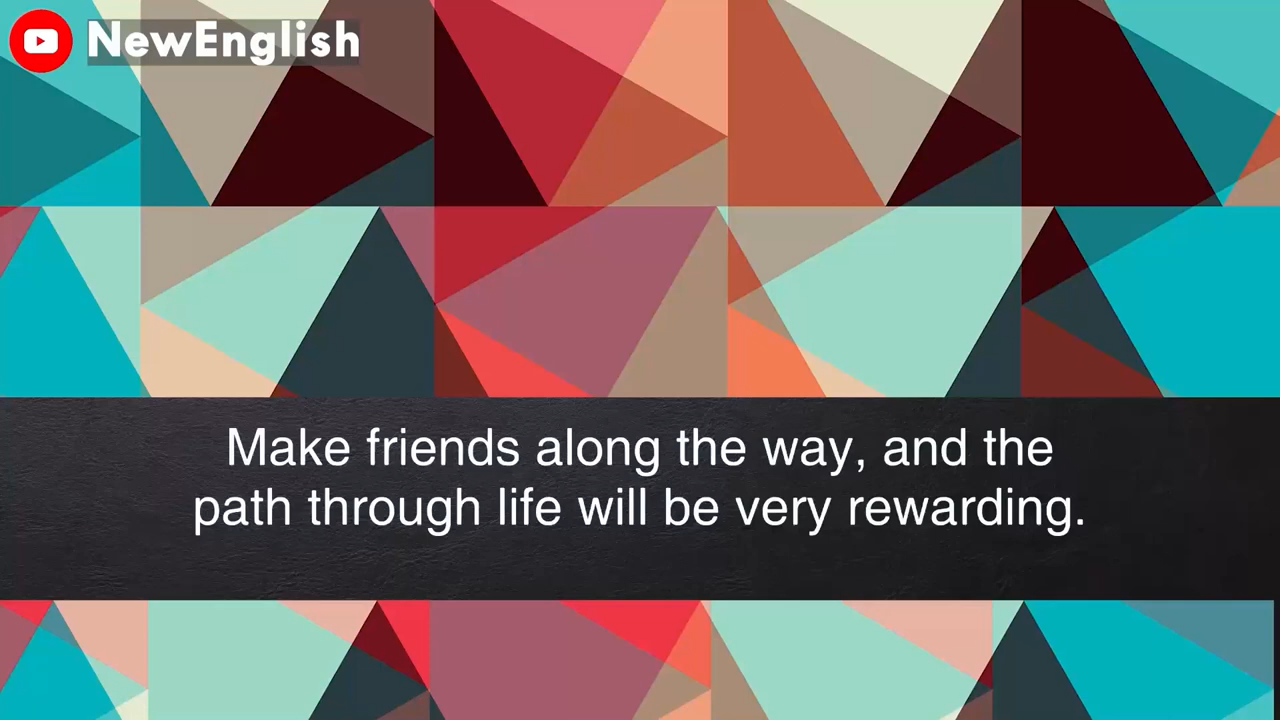 NewEnglish
Make friends along the way, and the
path through life will be very rewarding.